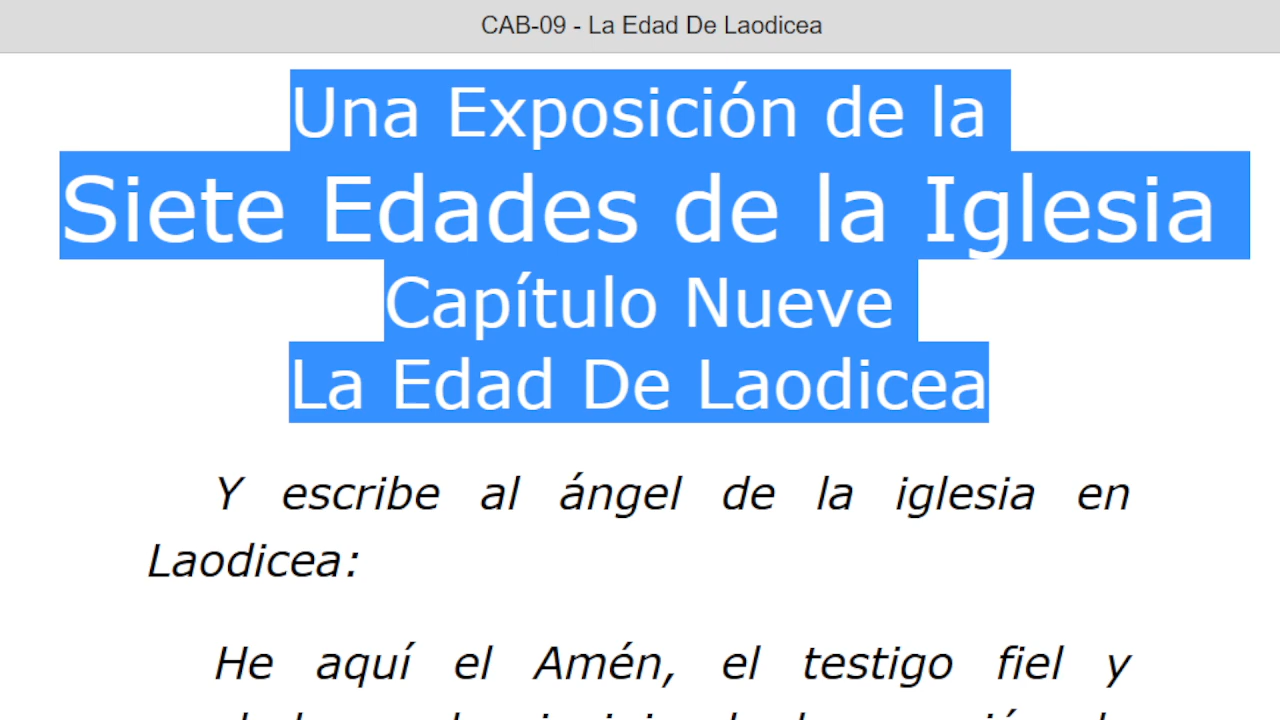 CAB-09 - La Edad De Laodicea
Una Exposición de la
Siete Edades de la Iglesia
Capítulo Nueve
La Edad De Laodicea
Y escribe al ángel de la iglesia en
Laodicea:
He aquí el Amén, el testigo fiel y